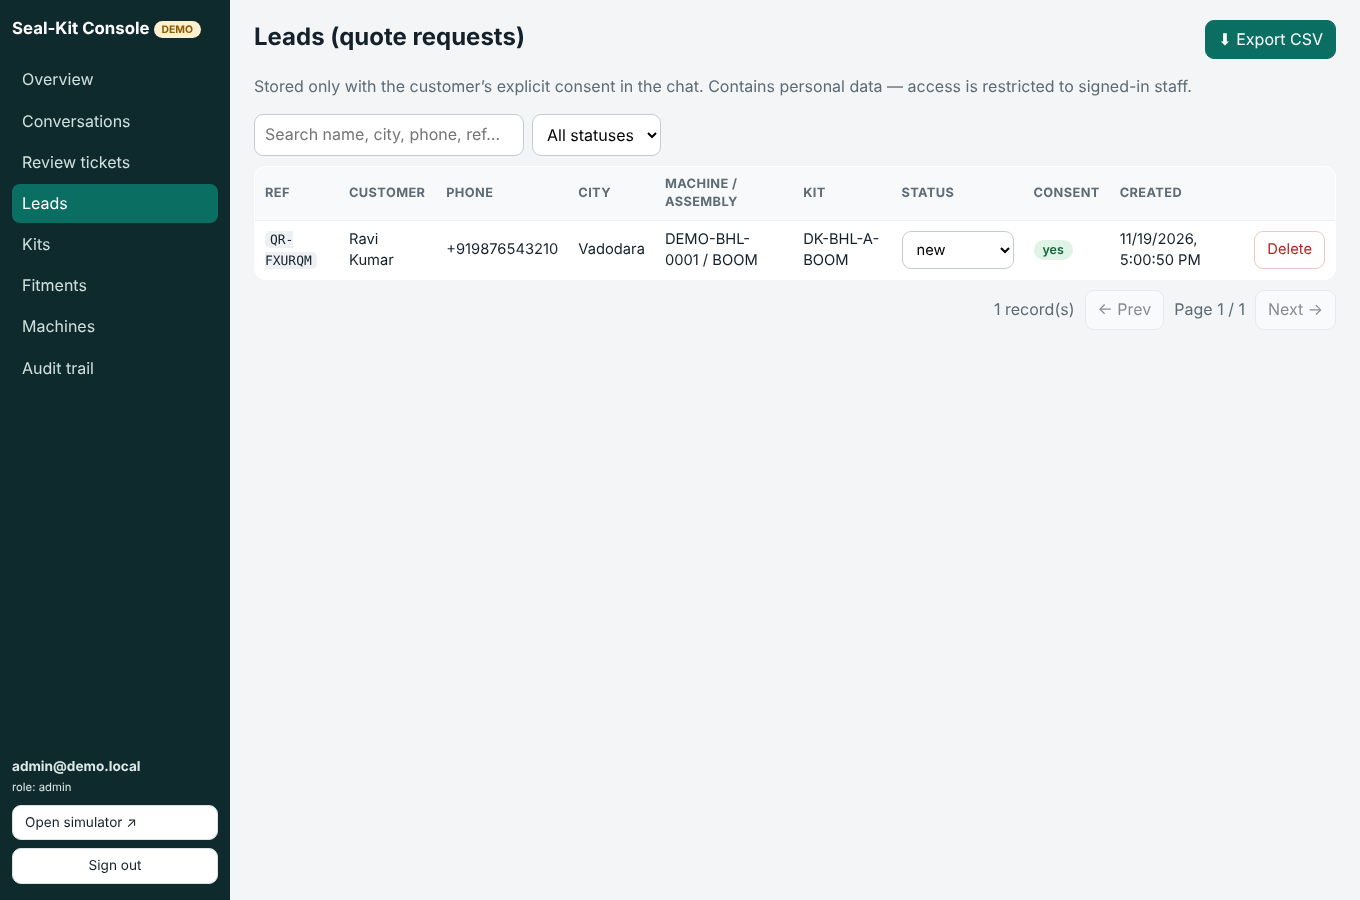 Seal-Kit Console DEMO
Overview
Conversations
Review tickets
Leads
Kits
Fitments
Machines
Audit trail
admin@demo.local
role: admin
Open simulator ↗
Sign out
Leads (quote requests)
⬇ Export CSV
Stored only with the customer’s explicit consent in the chat. Contains personal data — access is restricted to signed-in staff.
Search name, city, phone, ref...
All statuses
REF CUSTOMER PHONE CITY MACHINE / ASSEMBLY KIT STATUS CONSENT CREATED
QR-FXURQM Ravi Kumar +919876543210 Vadodara DEMO-BHL-0001 / BOOM DK-BHL-A-BOOM new yes 11/19/2026, 5:00:50 PM Delete
1 record(s) ← Prev Page 1 / 1 Next →